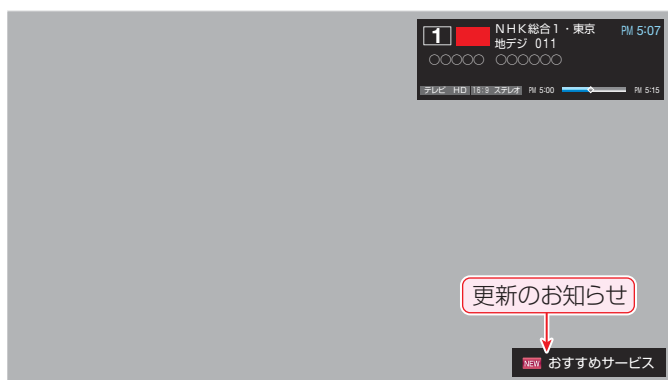 1
NHK総合1・東京
PM 5:07
地デジ 011
○○○○○ ○○○○○○
テレビ HD 16:9 ステレオ PM 5:00 PM 5:15
更新のお知らせ
NEW おすすめサービス